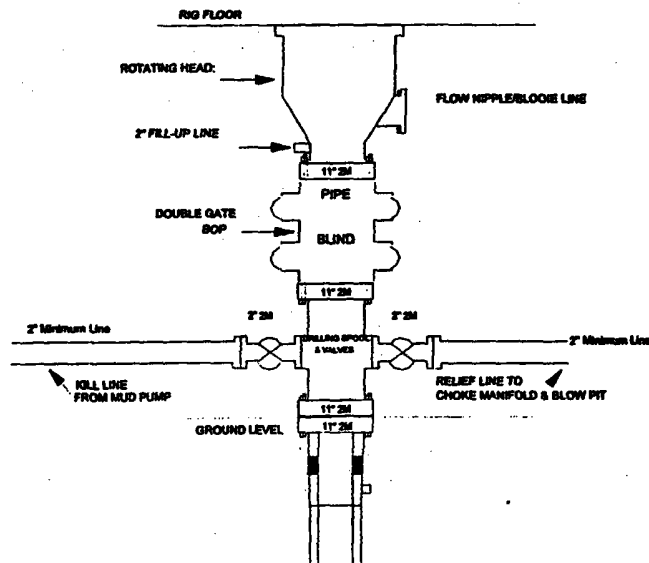 RIG FLOOR
ROTATING HEAD:
FLOW NIPPLE/BLOOIE LINE
2" FILL-UP LINE
11" 2M
PIPE
DOUBLE GATE
BOP
BLIND
11" 2M
2" 2M
2" 2M
2" Minimum Line
DRILLING SPOOL
& VALVES
2" Minimum Line
KILL LINE
FROM MUD PUMP
RELIEF LINE TO
CHOKE MANIFOLD & BLOW PIT
11" 2M
GROUND LEVEL
11" 2M